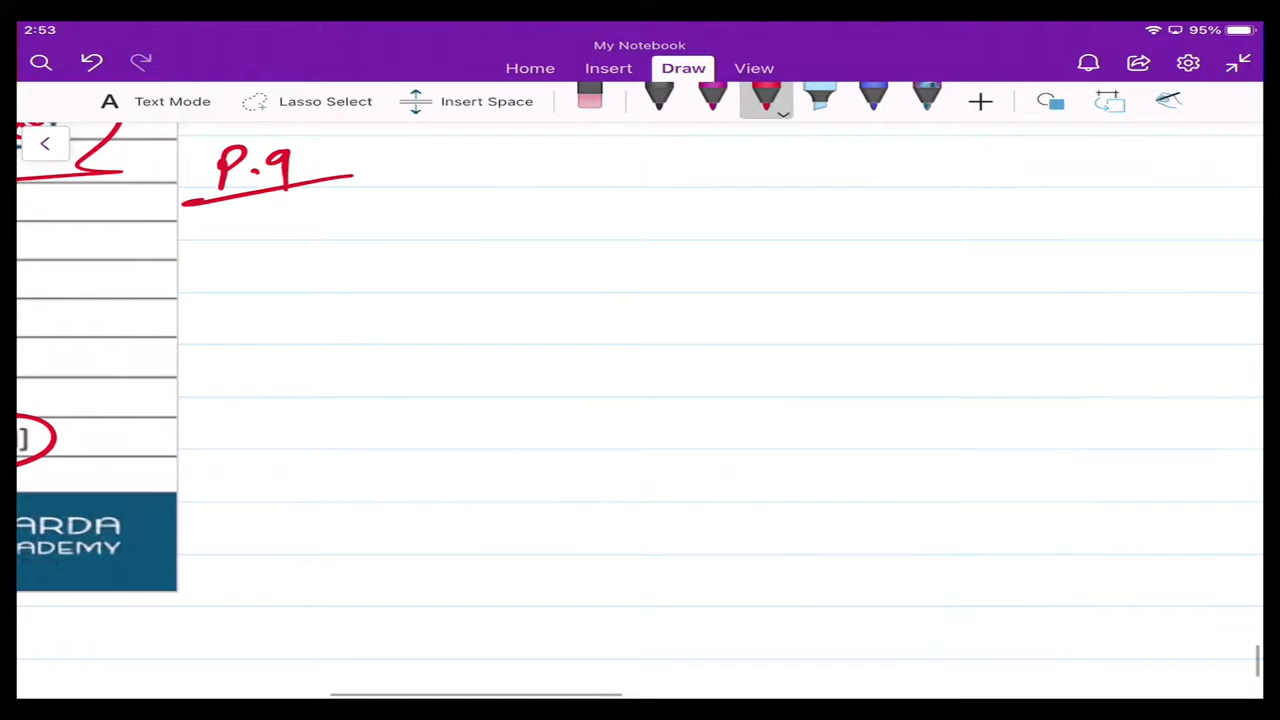 2:53
95%
My Notebook
Home Insert Draw View
A Text Mode Lasso Select Insert Space
P.9
]
ARDA
ADEMY